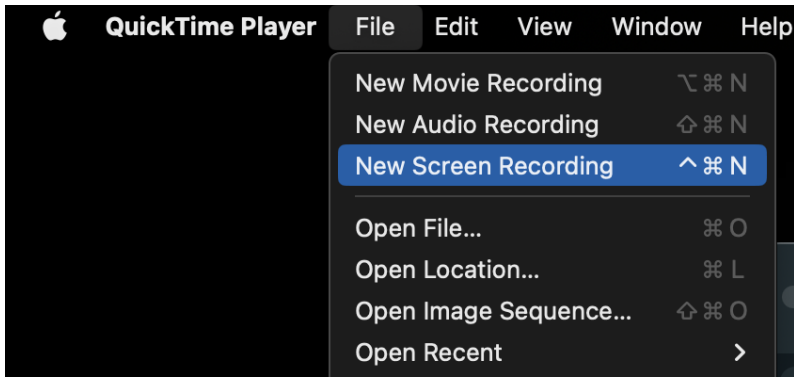 QuickTime Player File Edit View Window Help
New Movie Recording ⌥ ⌘ N
New Audio Recording ⇧ ⌘ N
New Screen Recording ^ ⌘ N
Open File... ⌘ O
Open Location... ⌘ L
Open Image Sequence... ⇧ ⌘ O
Open Recent >